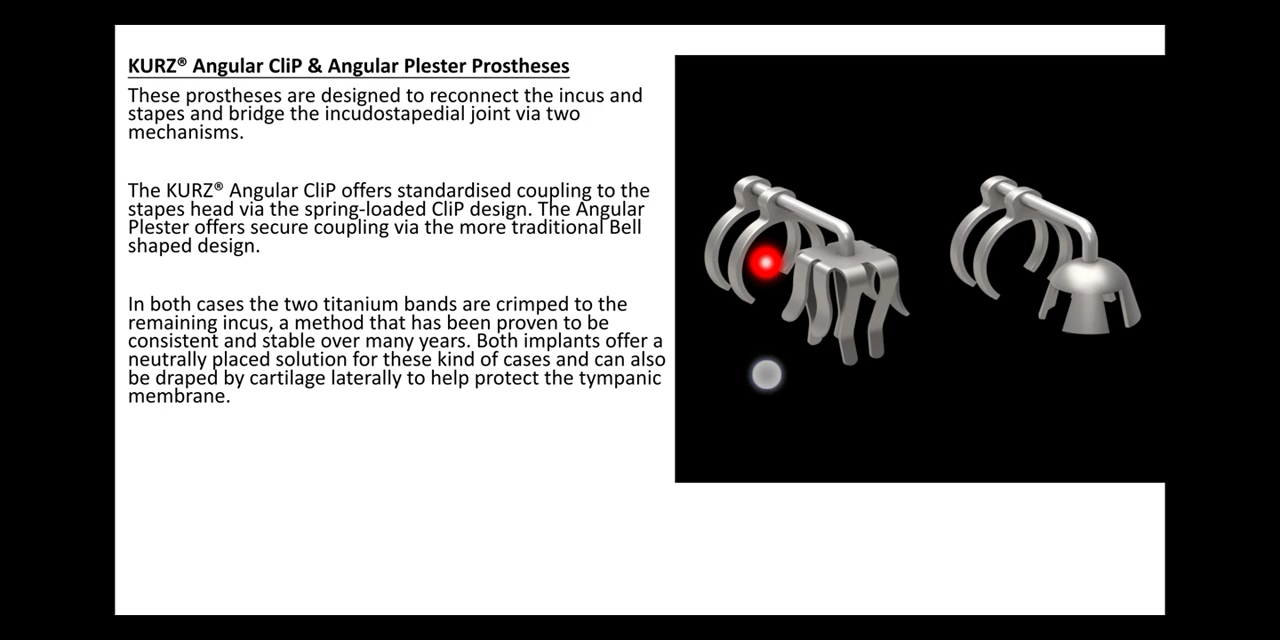 KURZ® Angular CliP & Angular Plester Prostheses
These prostheses are designed to reconnect the incus and
stapes and bridge the incudostapedial joint via two
mechanisms.
The KURZ® Angular CliP offers standardised coupling to the
stapes head via the spring-loaded CliP design. The Angular
Plester offers secure coupling via the more traditional Bell
shaped design.
In both cases the two titanium bands are crimped to the
remaining incus, a method that has been proven to be
consistent and stable over many years. Both implants offer a
neutrally placed solution for these kind of cases and can also
be draped by cartilage laterally to help protect the tympanic
membrane.